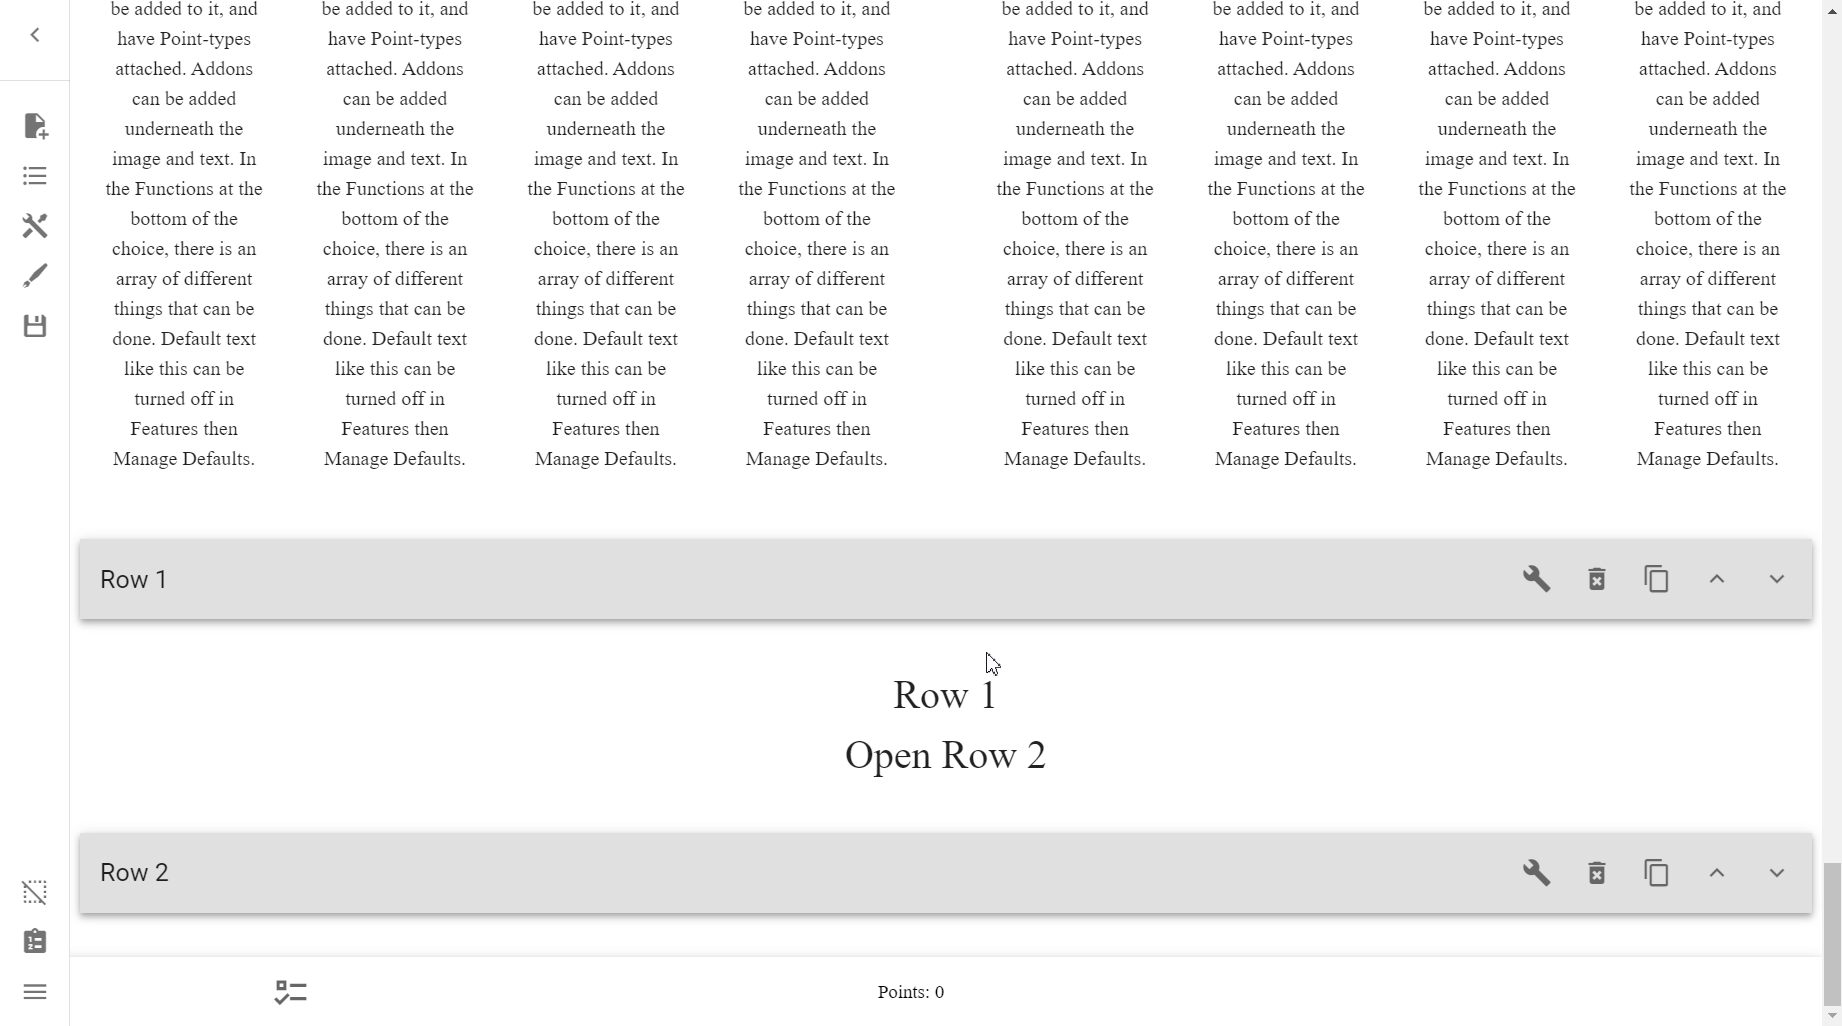 be added to it, and
have Point-types
attached. Addons
can be added
underneath the
image and text. In
the Functions at the
bottom of the
choice, there is an
array of different
things that can be
done. Default text
like this can be
turned off in
Features then
Manage Defaults.
be added to it, and
have Point-types
attached. Addons
can be added
underneath the
image and text. In
the Functions at the
bottom of the
choice, there is an
array of different
things that can be
done. Default text
like this can be
turned off in
Features then
Manage Defaults.
be added to it, and
have Point-types
attached. Addons
can be added
underneath the
image and text. In
the Functions at the
bottom of the
choice, there is an
array of different
things that can be
done. Default text
like this can be
turned off in
Features then
Manage Defaults.
be added to it, and
have Point-types
attached. Addons
can be added
underneath the
image and text. In
the Functions at the
bottom of the
choice, there is an
array of different
things that can be
done. Default text
like this can be
turned off in
Features then
Manage Defaults.
be added to it, and
have Point-types
attached. Addons
can be added
underneath the
image and text. In
the Functions at the
bottom of the
choice, there is an
array of different
things that can be
done. Default text
like this can be
turned off in
Features then
Manage Defaults.
be added to it, and
have Point-types
attached. Addons
can be added
underneath the
image and text. In
the Functions at the
bottom of the
choice, there is an
array of different
things that can be
done. Default text
like this can be
turned off in
Features then
Manage Defaults.
be added to it, and
have Point-types
attached. Addons
can be added
underneath the
image and text. In
the Functions at the
bottom of the
choice, there is an
array of different
things that can be
done. Default text
like this can be
turned off in
Features then
Manage Defaults.
be added to it, and
have Point-types
attached. Addons
can be added
underneath the
image and text. In
the Functions at the
bottom of the
choice, there is an
array of different
things that can be
done. Default text
like this can be
turned off in
Features then
Manage Defaults.
Row 1
Row 1
Open Row 2
Row 2
Points: 0